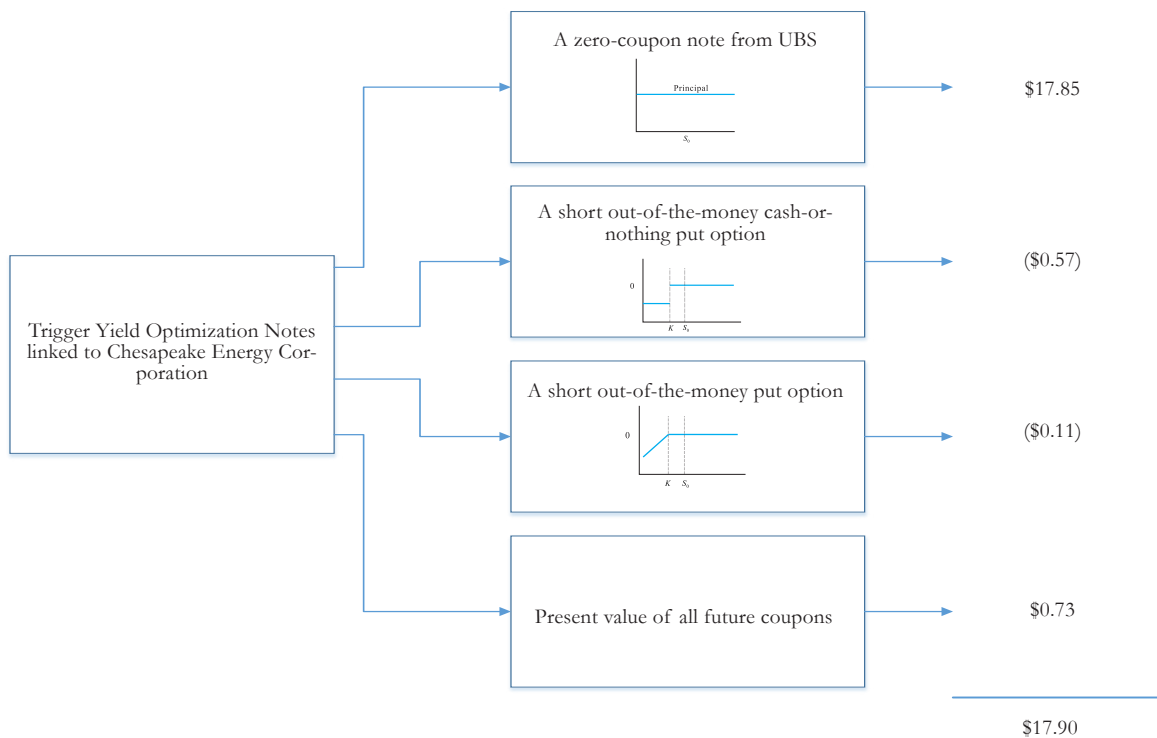 A zero-coupon note from UBS
Principal
S₀
$17.85
A short out-of-the-money cash-or-
nothing put option
0
K
S₀
($0.57)
Trigger Yield Optimization Notes
linked to Chesapeake Energy Cor-
poration
A short out-of-the-money put option
0
K
S₀
($0.11)
Present value of all future coupons
$0.73
$17.90